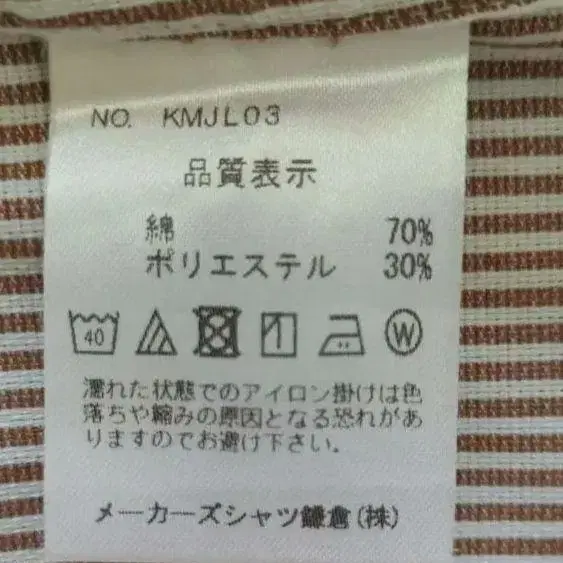 NO. KMJL03
品質表示
綿 70%
ポリエステル 30%
40 W
濡れた状態でのアイロン掛けは色
落ちや縮みの原因となる恐れがあ
りますのでお避け下さい。
メーカーズシャツ鎌倉(株)